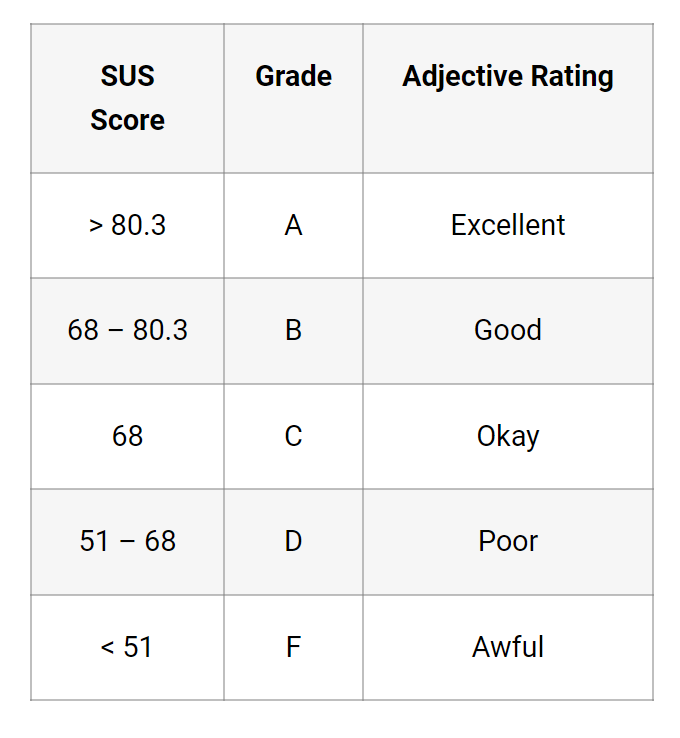 SUS Score Grade Adjective Rating
> 80.3 A Excellent
68 – 80.3 B Good
68 C Okay
51 – 68 D Poor
< 51 F Awful